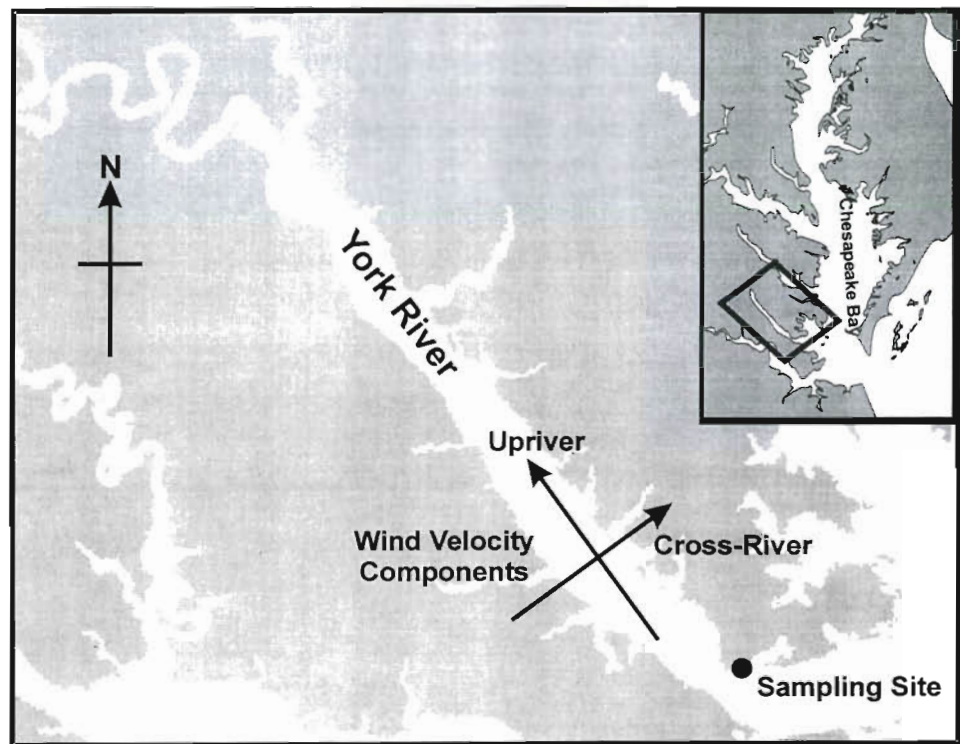 N
York River
Chesapeake Bay
Upriver
Wind Velocity
Components
Cross-River
Sampling Site